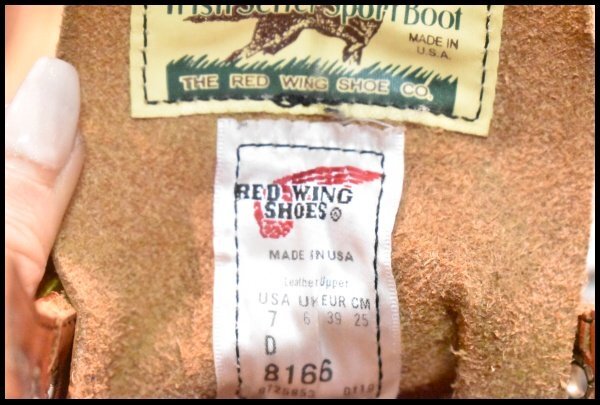 Irish Setter Sport Boot
MADE IN
U.S.A.
THE RED WING SHOE CO.
RED WING
SHOES
MADE IN USA
Leather Upper
USA UK EUR CM
7 6 39 25
D
8166